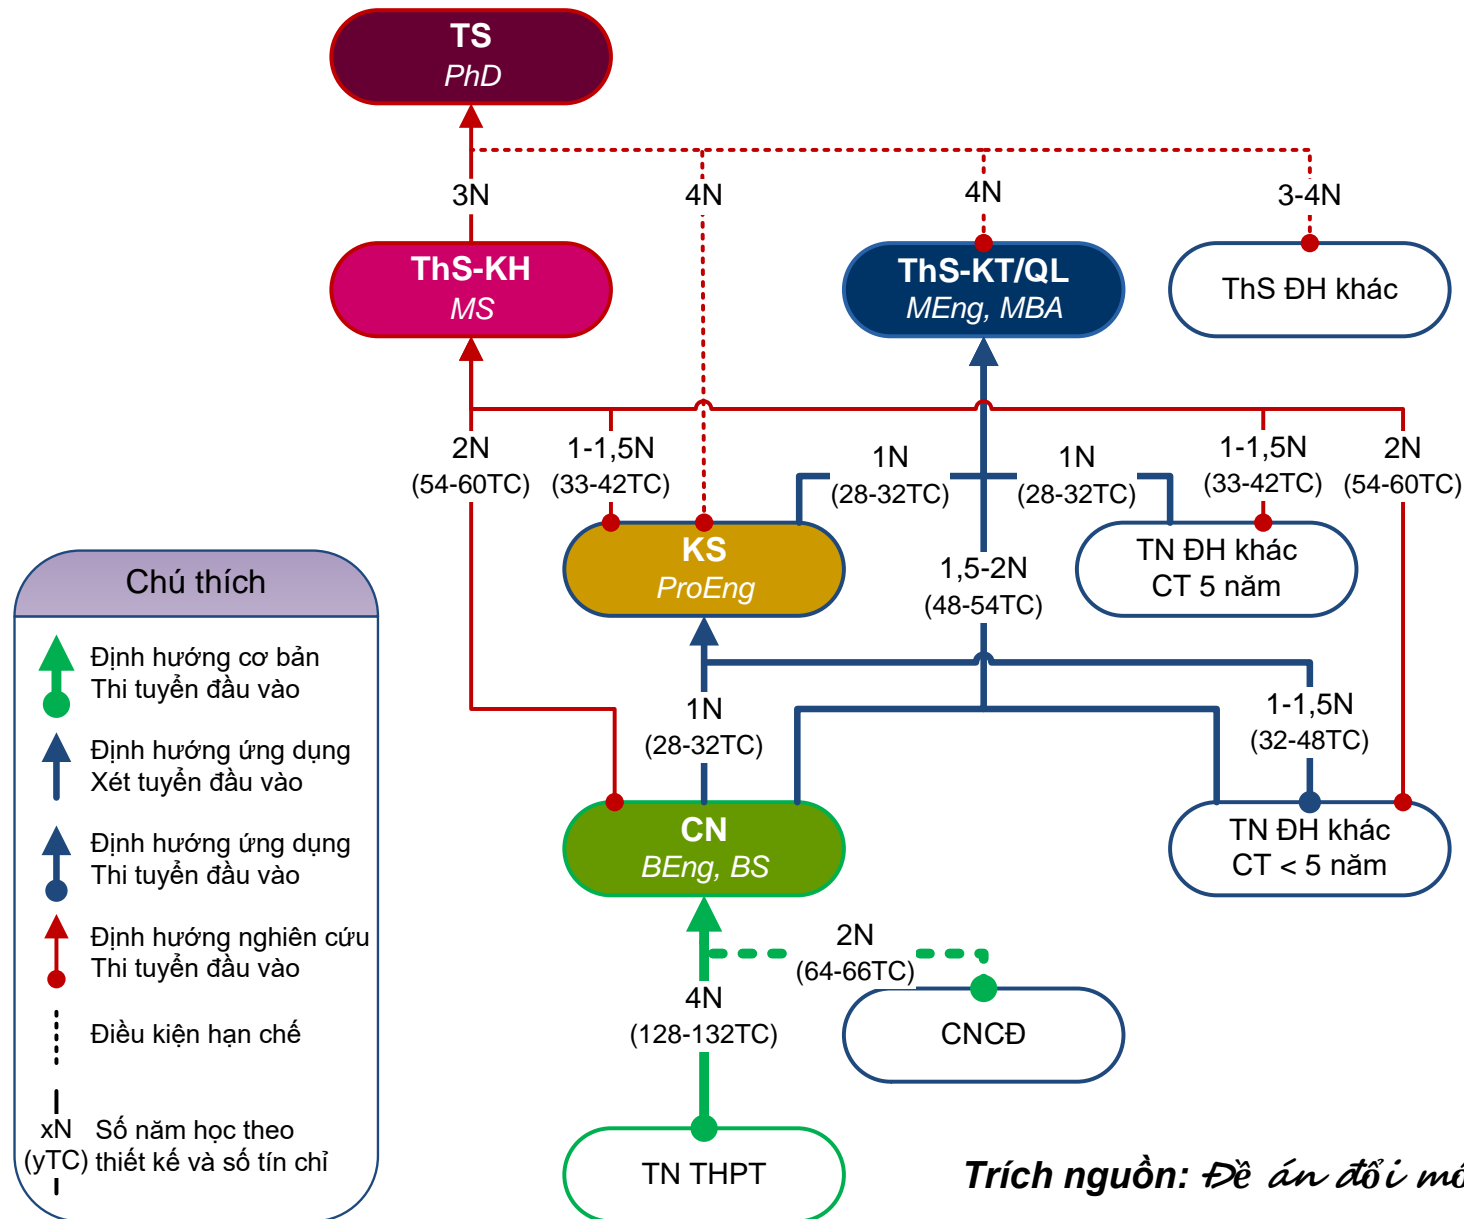 TS
PhD
3N
4N
4N
3-4N
ThS-KH
MS
ThS-KT/QL
MEng, MBA
ThS ĐH khác
2N
(54-60TC)
1-1,5N
(33-42TC)
1N
(28-32TC)
1N
(28-32TC)
1-1,5N
(33-42TC)
2N
(54-60TC)
KS
ProEng
1,5-2N
(48-54TC)
TN ĐH khác
CT 5 năm
1N
(28-32TC)
1-1,5N
(32-48TC)
CN
BEng, BS
TN ĐH khác
CT < 5 năm
2N
(64-66TC)
4N
(128-132TC)
CNCĐ
TN THPT
Chú thích
Định hướng cơ bản
Thi tuyển đầu vào
Định hướng ứng dụng
Xét tuyển đầu vào
Định hướng ứng dụng
Thi tuyển đầu vào
Định hướng nghiên cứu
Thi tuyển đầu vào
Điều kiện hạn chế
xN
(yTC)
Số năm học theo
thiết kế và số tín chỉ
Trích nguồn: Đề án đổi